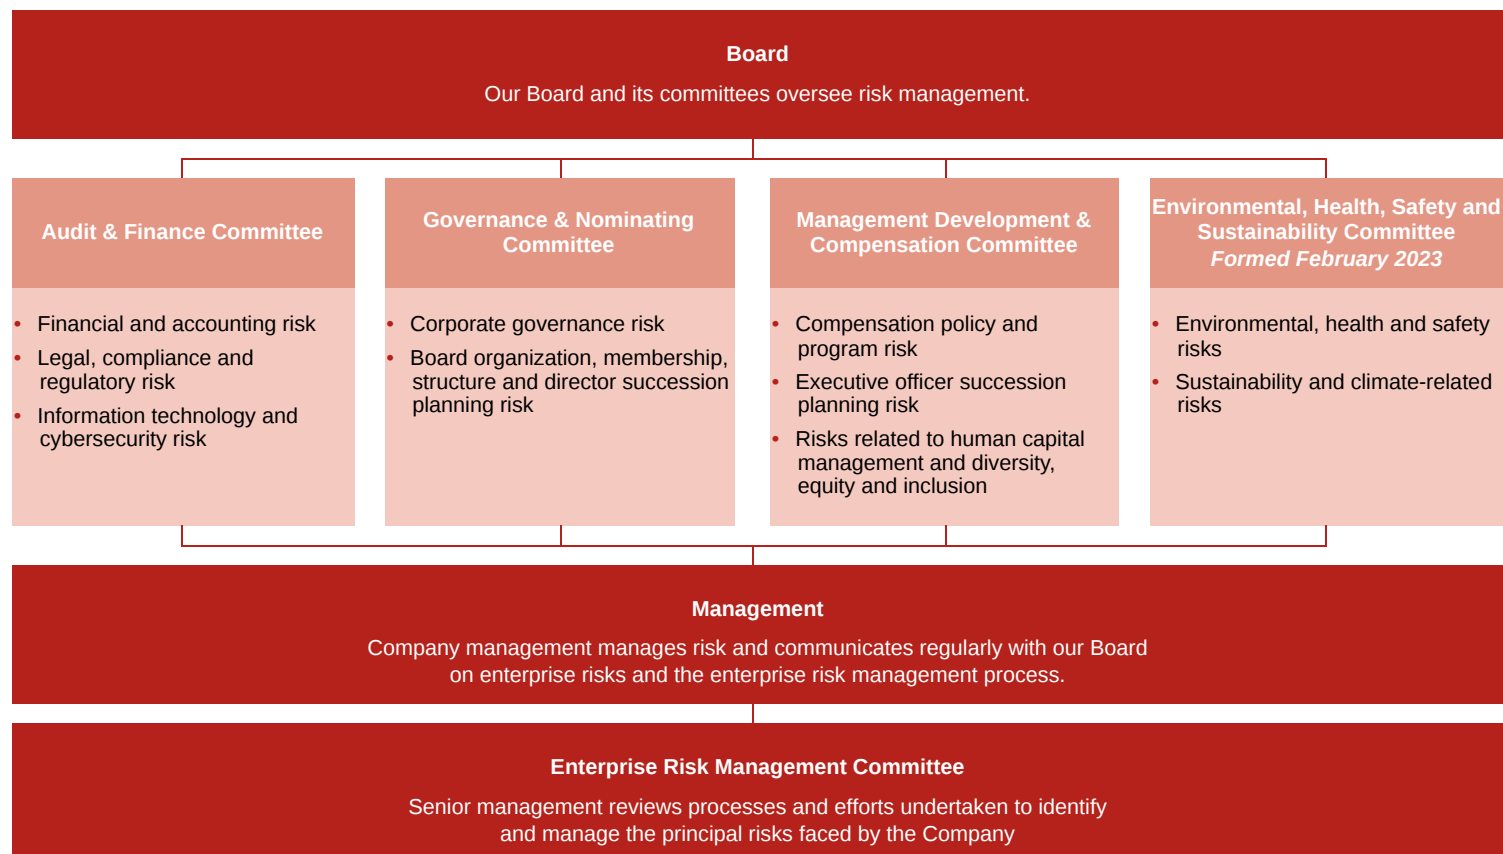 Board
Our Board and its committees oversee risk management.
Audit & Finance Committee
• Financial and accounting risk
• Legal, compliance and
regulatory risk
• Information technology and
cybersecurity risk
Governance & Nominating
Committee
• Corporate governance risk
• Board organization, membership,
structure and director succession
planning risk
Management Development &
Compensation Committee
• Compensation policy and
program risk
• Executive officer succession
planning risk
• Risks related to human capital
management and diversity,
equity and inclusion
Environmental, Health, Safety and
Sustainability Committee
Formed February 2023
• Environmental, health and safety
risks
• Sustainability and climate-related
risks
Management
Company management manages risk and communicates regularly with our Board
on enterprise risks and the enterprise risk management process.
Enterprise Risk Management Committee
Senior management reviews processes and efforts undertaken to identify
and manage the principal risks faced by the Company